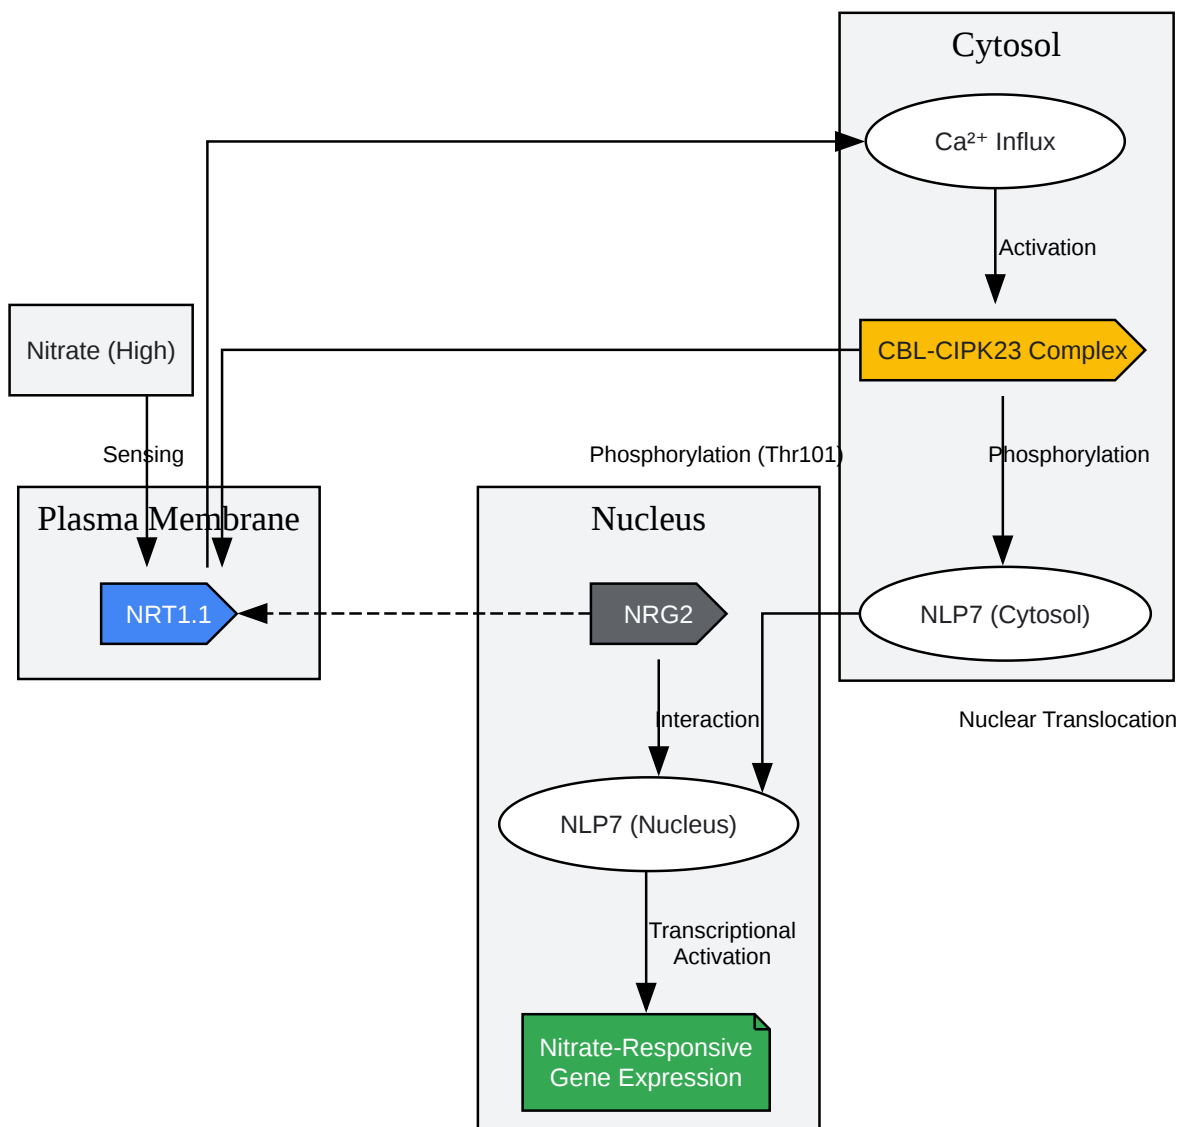 Cytosol
Ca²⁺ Influx
Activation
Nitrate (High)
CBL-CIPK23 Complex
Sensing
Phosphorylation (Thr101)
Phosphorylation
Plasma Membrane
Nucleus
NRT1.1
NRG2
NLP7 (Cytosol)
Interaction
Nuclear Translocation
NLP7 (Nucleus)
Transcriptional
Activation
Nitrate-Responsive
Gene Expression